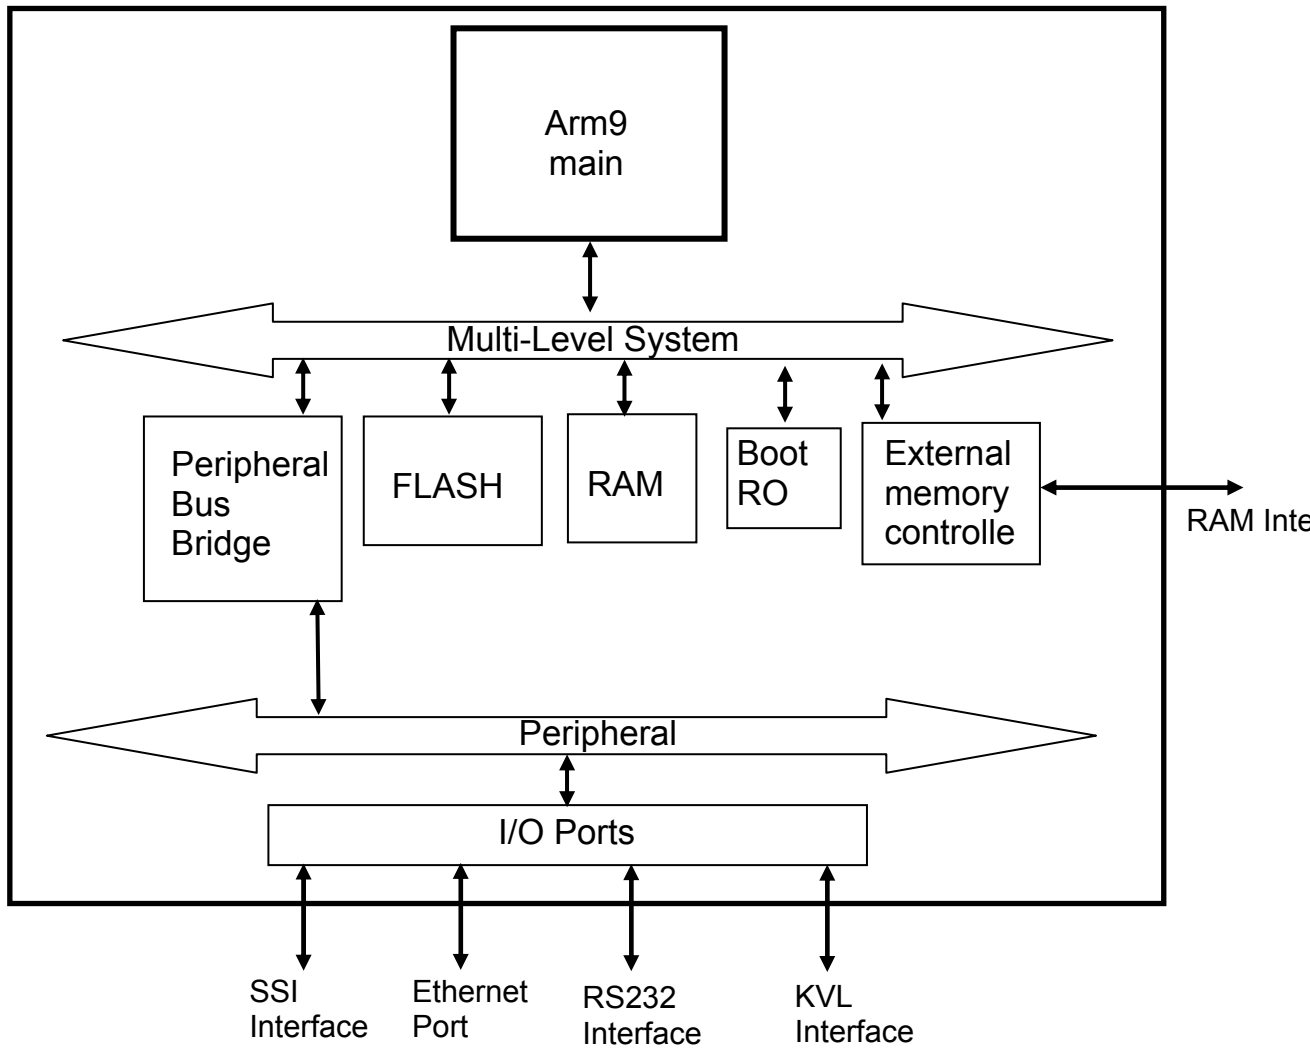 Arm9
main
Multi-Level System
Peripheral
Bus
Bridge
FLASH
RAM
Boot
RO
External
memory
controlle
RAM Inte
Peripheral
I/O Ports
SSI
Interface
Ethernet
Port
RS232
Interface
KVL
Interface